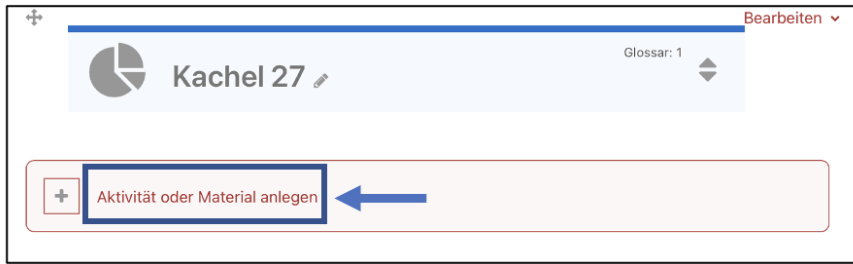 Bearbeiten
Glossar: 1
Kachel 27
Aktivität oder Material anlegen